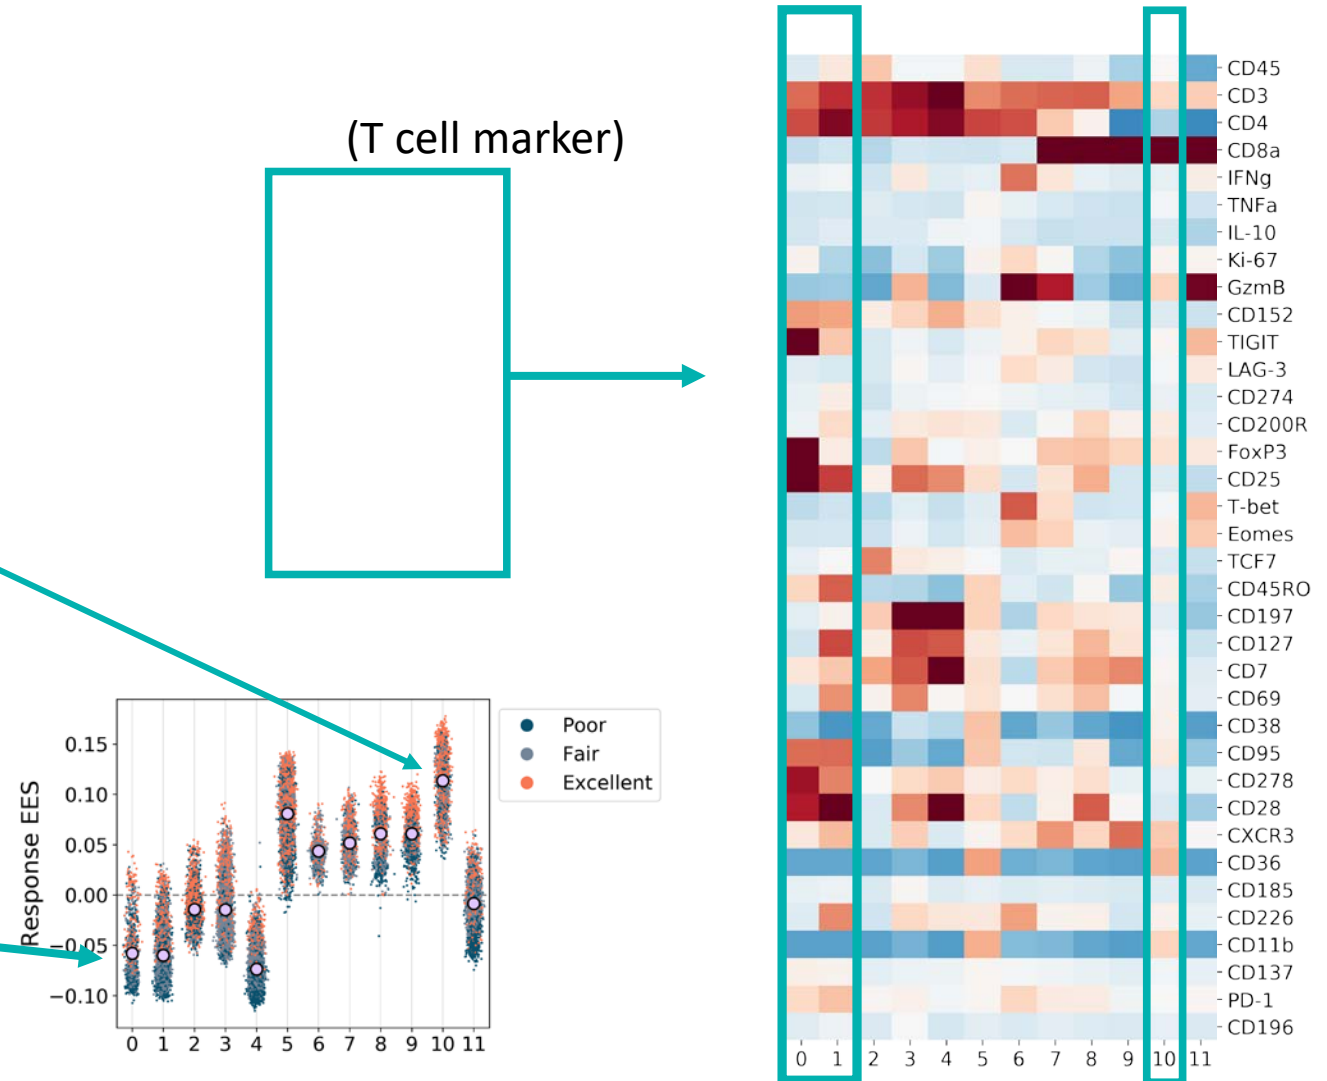 (T cell marker)
CD45
CD3
CD4
CD8a
IFNg
TNFa
IL-10
Ki-67
GzmB
CD152
TIGIT
LAG-3
CD274
CD200R
FoxP3
CD25
T-bet
Eomes
TCF7
CD45RO
CD197
CD127
CD7
CD69
CD38
CD95
CD278
CD28
CXCR3
CD36
CD185
CD226
CD11b
CD137
PD-1
CD196
0 1 2 3 4 5 6 7 8 9 10 11
Response EES
0.15
0.10
0.05
0.00
−0.05
−0.10
0 1 2 3 4 5 6 7 8 9 10 11
Poor
Fair
Excellent